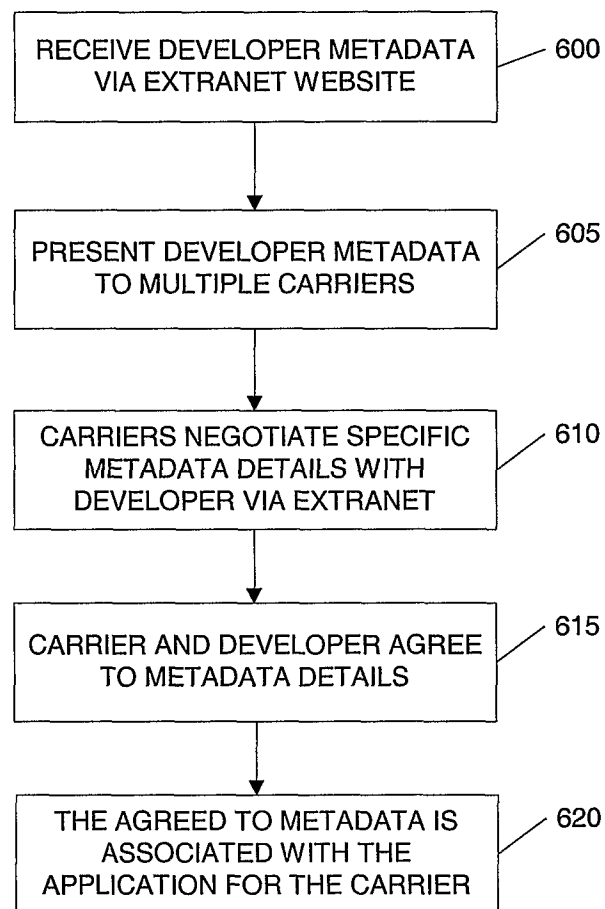 RECEIVE DEVELOPER METADATA
VIA EXTRANET WEBSITE
600
PRESENT DEVELOPER METADATA
TO MULTIPLE CARRIERS
605
CARRIERS NEGOTIATE SPECIFIC
METADATA DETAILS WITH
DEVELOPER VIA EXTRANET
610
CARRIER AND DEVELOPER AGREE
TO METADATA DETAILS
615
THE AGREED TO METADATA IS
ASSOCIATED WITH THE
APPLICATION FOR THE CARRIER
620